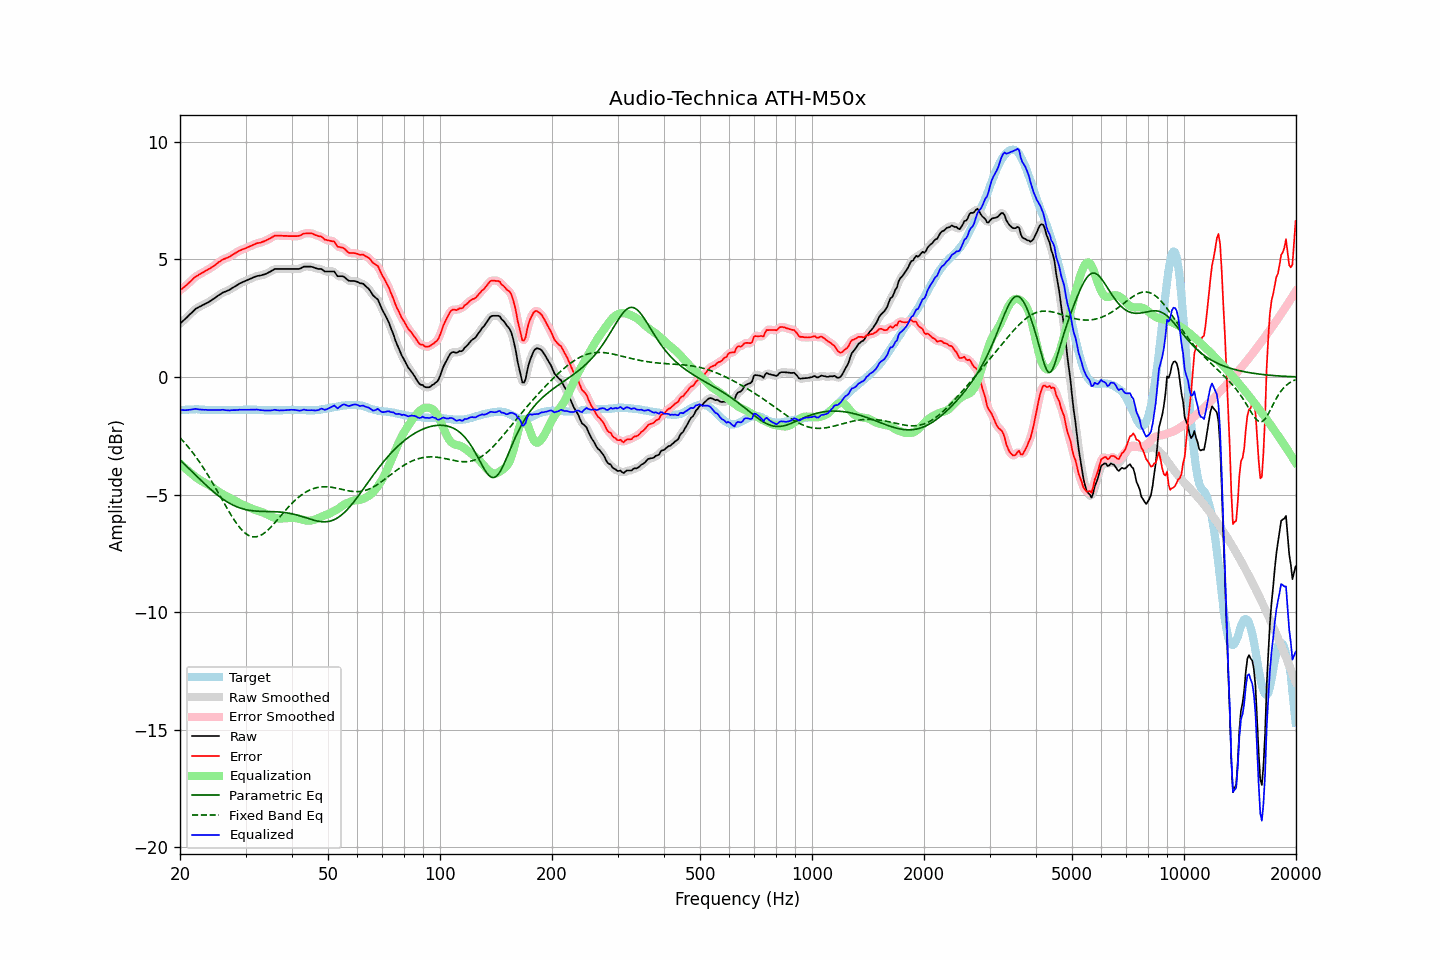 Audio-Technica ATH-M50x
Amplitude (dBr)
10
5
0
−5
−10
−15
−20
Target
Raw Smoothed
Error Smoothed
Raw
Error
Equalization
Parametric Eq
Fixed Band Eq
Equalized
20 50 100 200 500 1000 2000 5000 10000 20000
Frequency (Hz)